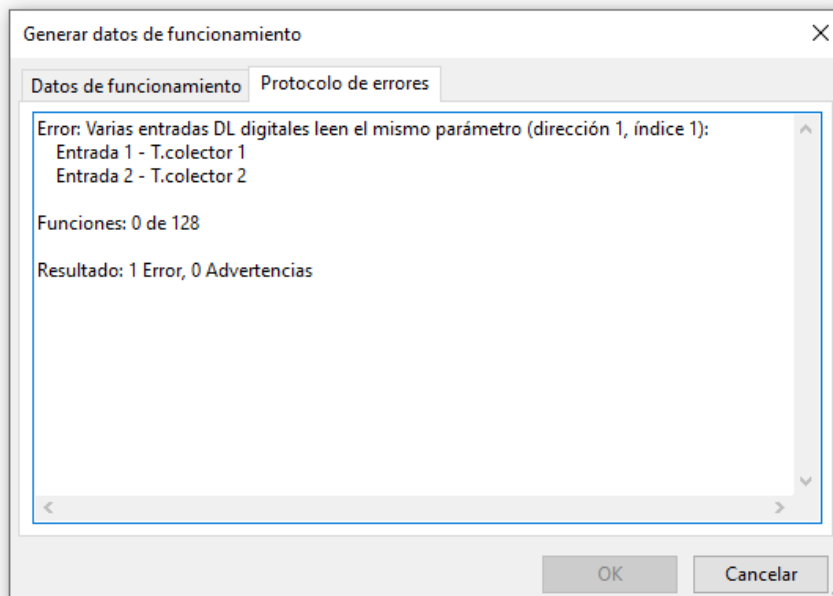 Generar datos de funcionamiento
Datos de funcionamiento
Protocolo de errores
Error: Varias entradas DL digitales leen el mismo parámetro (dirección 1, índice 1):
Entrada 1 - T.colector 1
Entrada 2 - T.colector 2
Funciones: 0 de 128
Resultado: 1 Error, 0 Advertencias
OK
Cancelar